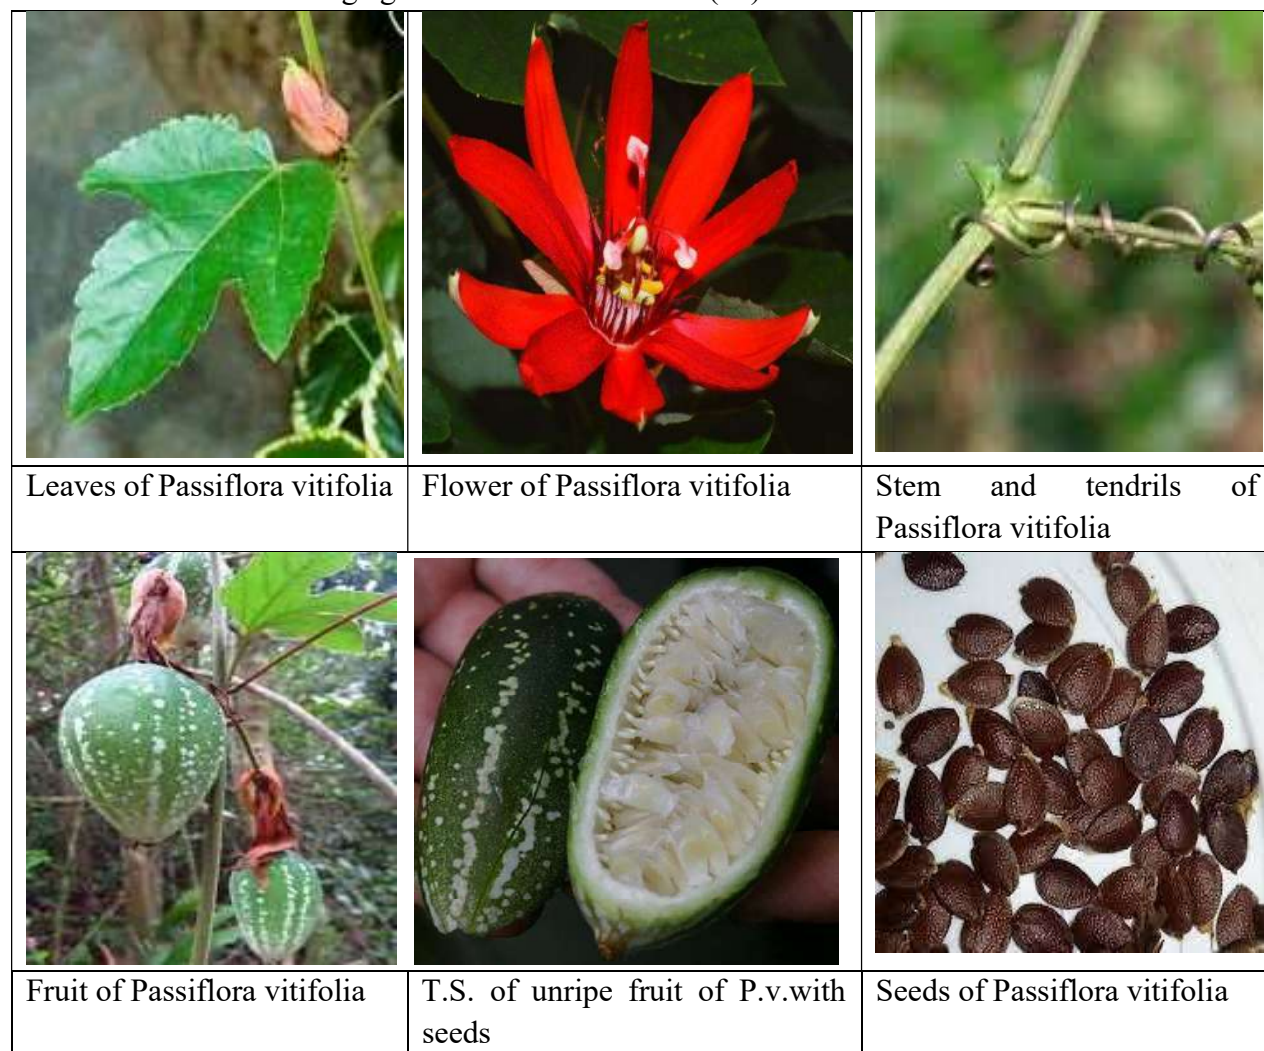 Leaves of Passiflora vitifolia
Flower of Passiflora vitifolia
Stem and tendrils of
Passiflora vitifolia
Fruit of Passiflora vitifolia
T.S. of unripe fruit of P.v.with
seeds
Seeds of Passiflora vitifolia